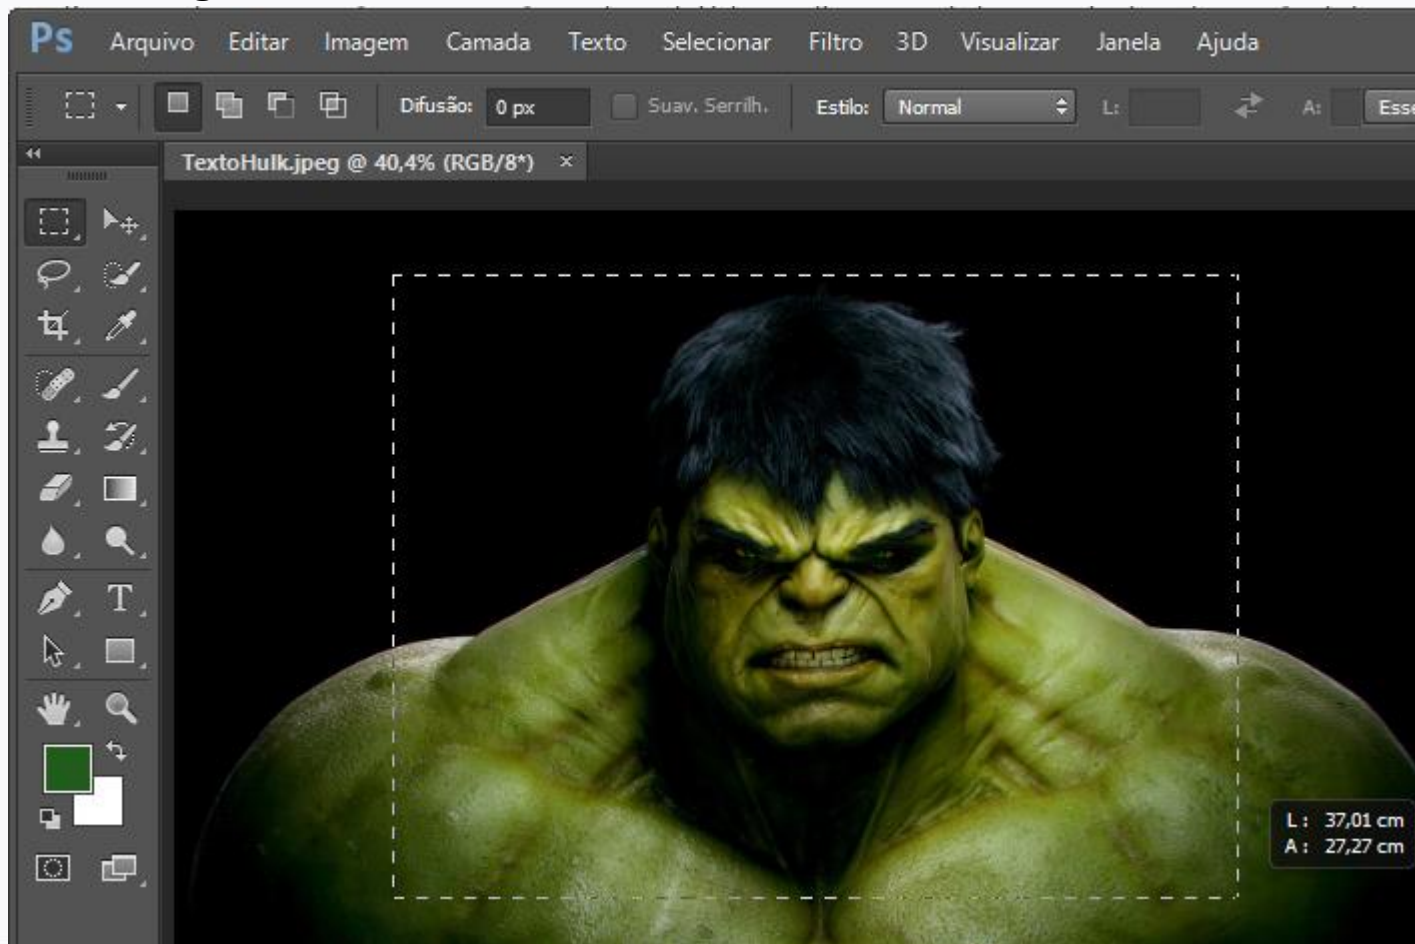 Ps Arquivo Editar Imagem Camada Texto Selecionar Filtro 3D Visualizar Janela Ajuda
Difusão: 0 px Suav. Serrilh. Estilo: Normal L: A: Esse
TextoHulk.jpeg @ 40,4% (RGB/8*) ×
T
L : 37,01 cm
A : 27,27 cm